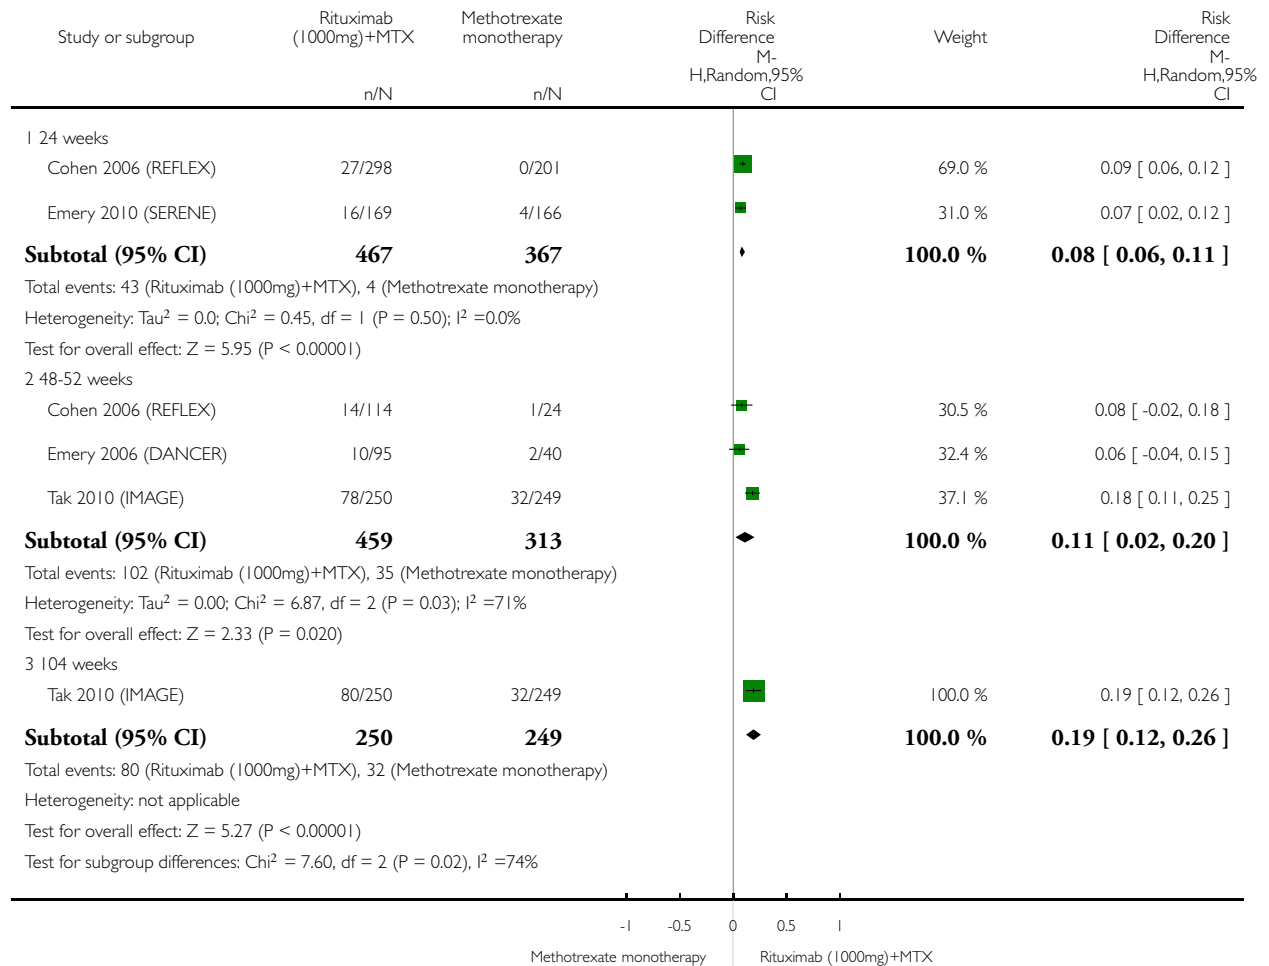 Study or subgroup Rituximab (1000mg)+MTX Methotrexate monotherapy Risk Difference Weight Risk Difference
M-H,Random,95% CI M-H,Random,95% CI
n/N n/N
1 24 weeks
Cohen 2006 (REFLEX) 27/298 0/201 69.0 % 0.09 [ 0.06, 0.12 ]
Emery 2010 (SERENE) 16/169 4/166 31.0 % 0.07 [ 0.02, 0.12 ]
Subtotal (95% CI) 467 367 100.0 % 0.08 [ 0.06, 0.11 ]
Total events: 43 (Rituximab (1000mg)+MTX), 4 (Methotrexate monotherapy)
Heterogeneity: Tau² = 0.0; Chi² = 0.45, df = 1 (P = 0.50); I² =0.0%
Test for overall effect: Z = 5.95 (P < 0.00001)
2 48-52 weeks
Cohen 2006 (REFLEX) 14/114 1/24 30.5 % 0.08 [ -0.02, 0.18 ]
Emery 2006 (DANCER) 10/95 2/40 32.4 % 0.06 [ -0.04, 0.15 ]
Tak 2010 (IMAGE) 78/250 32/249 37.1 % 0.18 [ 0.11, 0.25 ]
Subtotal (95% CI) 459 313 100.0 % 0.11 [ 0.02, 0.20 ]
Total events: 102 (Rituximab (1000mg)+MTX), 35 (Methotrexate monotherapy)
Heterogeneity: Tau² = 0.00; Chi² = 6.87, df = 2 (P = 0.03); I² =71%
Test for overall effect: Z = 2.33 (P = 0.020)
3 104 weeks
Tak 2010 (IMAGE) 80/250 32/249 100.0 % 0.19 [ 0.12, 0.26 ]
Subtotal (95% CI) 250 249 100.0 % 0.19 [ 0.12, 0.26 ]
Total events: 80 (Rituximab (1000mg)+MTX), 32 (Methotrexate monotherapy)
Heterogeneity: not applicable
Test for overall effect: Z = 5.27 (P < 0.00001)
Test for subgroup differences: Chi² = 7.60, df = 2 (P = 0.02), I² =74%
-1 -0.5 0 0.5 1
Methotrexate monotherapy Rituximab (1000mg)+MTX